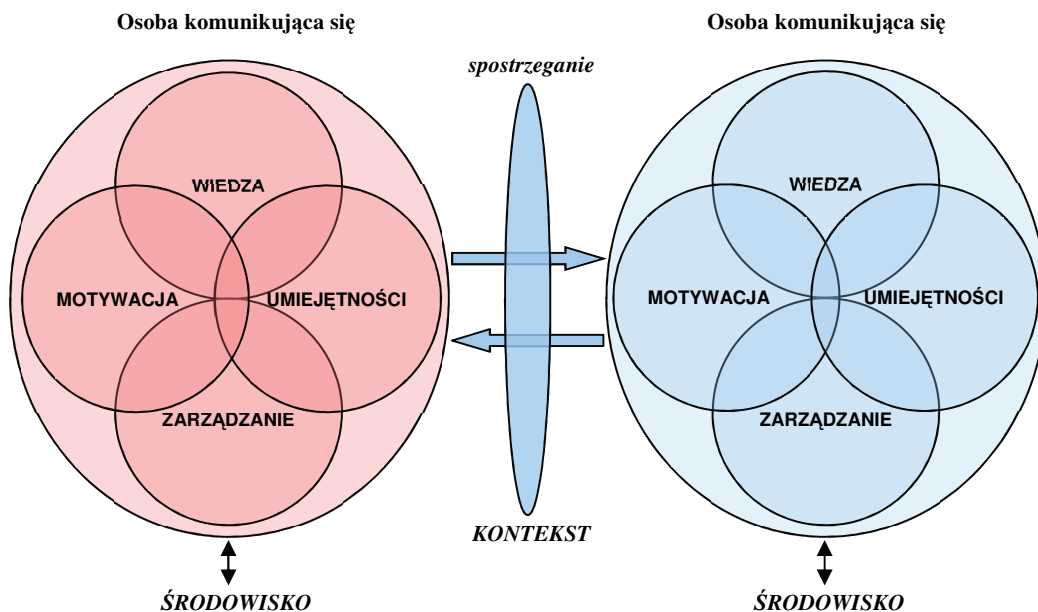 Osoba komunikująca się
Osoba komunikująca się
spostrzeganie
WIEDZA
WIEDZA
MOTYWACJA
UMIEJĘTNOŚCI
MOTYWACJA
UMIEJĘTNOŚCI
ZARZĄDZANIE
ZARZĄDZANIE
KONTEKST
ŚRODOWISKO
ŚRODOWISKO